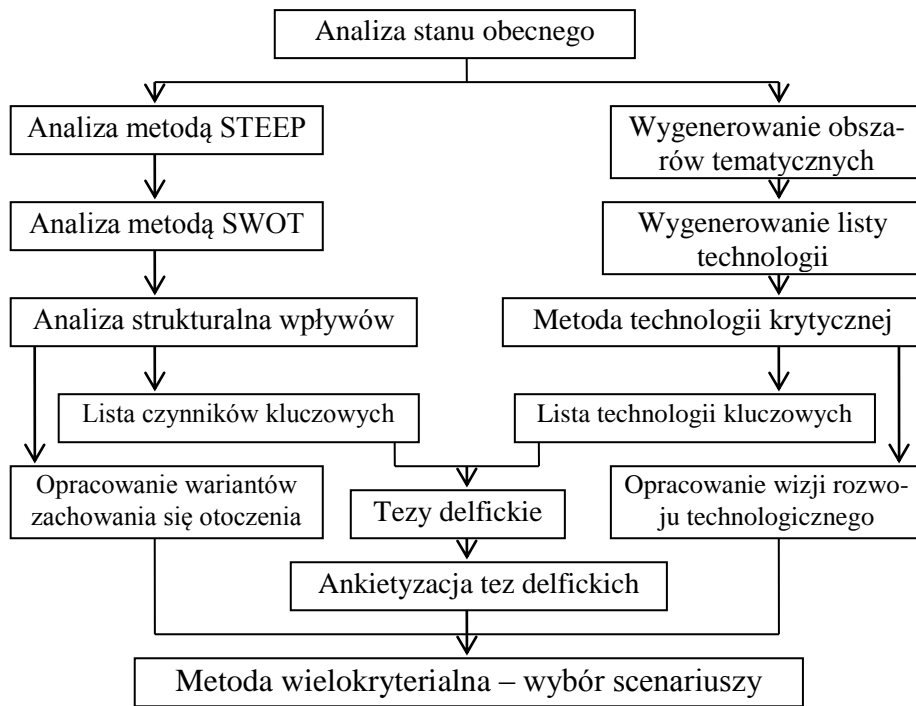 Analiza stanu obecnego
Analiza metodą STEEP
Wygenerowanie obsza-
rów tematycznych
Analiza metodą SWOT
Wygenerowanie listy
technologii
Analiza strukturalna wpływów
Metoda technologii krytycznej
Lista czynników kluczowych
Lista technologii kluczowych
Opracowanie wariantów
zachowania się otoczenia
Tezy delfickie
Opracowanie wizji rozwo-
ju technologicznego
Ankietyzacja tez delfickich
Metoda wielokryterialna – wybór scenariuszy